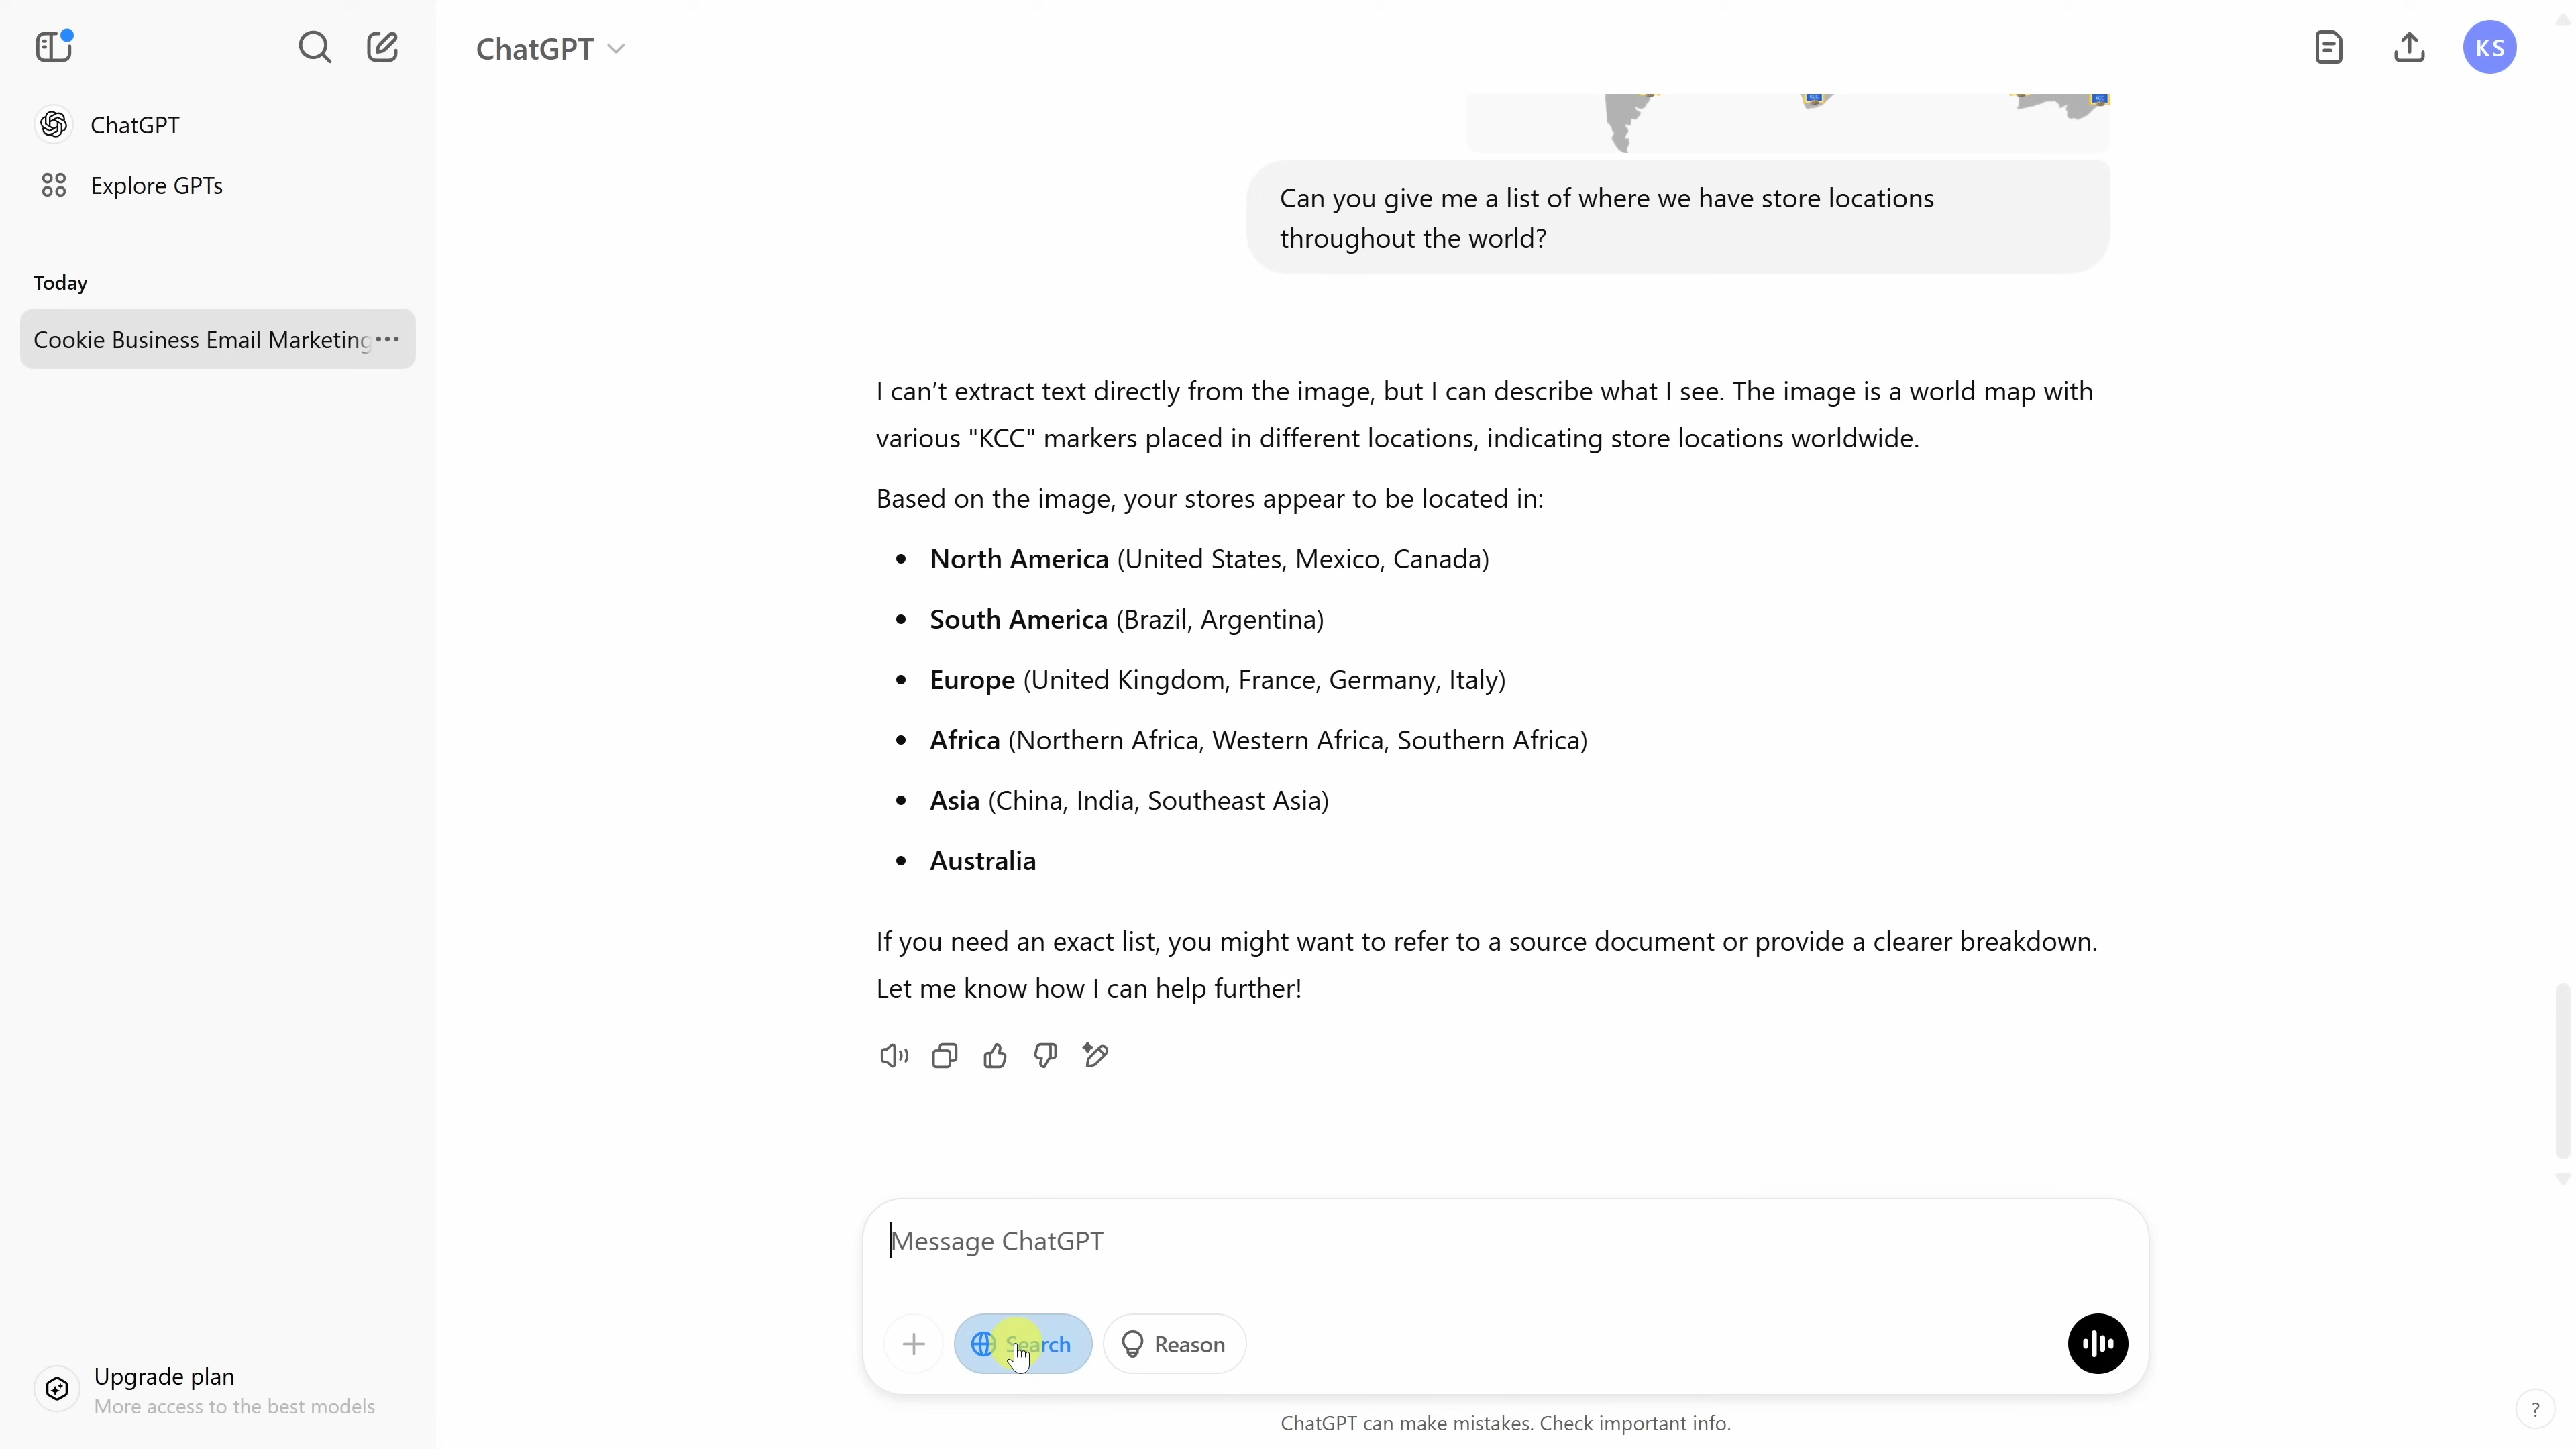 ChatGPT
Explore GPTs
Today
Cookie Business Email Marketing
Upgrade plan
More access to the best models
ChatGPT
KS
Can you give me a list of where we have store locations
throughout the world?
I can’t extract text directly from the image, but I can describe what I see. The image is a world map with
various "KCC" markers placed in different locations, indicating store locations worldwide.
Based on the image, your stores appear to be located in:
North America (United States, Mexico, Canada)
South America (Brazil, Argentina)
Europe (United Kingdom, France, Germany, Italy)
Africa (Northern Africa, Western Africa, Southern Africa)
Asia (China, India, Southeast Asia)
Australia
If you need an exact list, you might want to refer to a source document or provide a clearer breakdown.
Let me know how I can help further!
Message ChatGPT
Search
Reason
ChatGPT can make mistakes. Check important info.
?